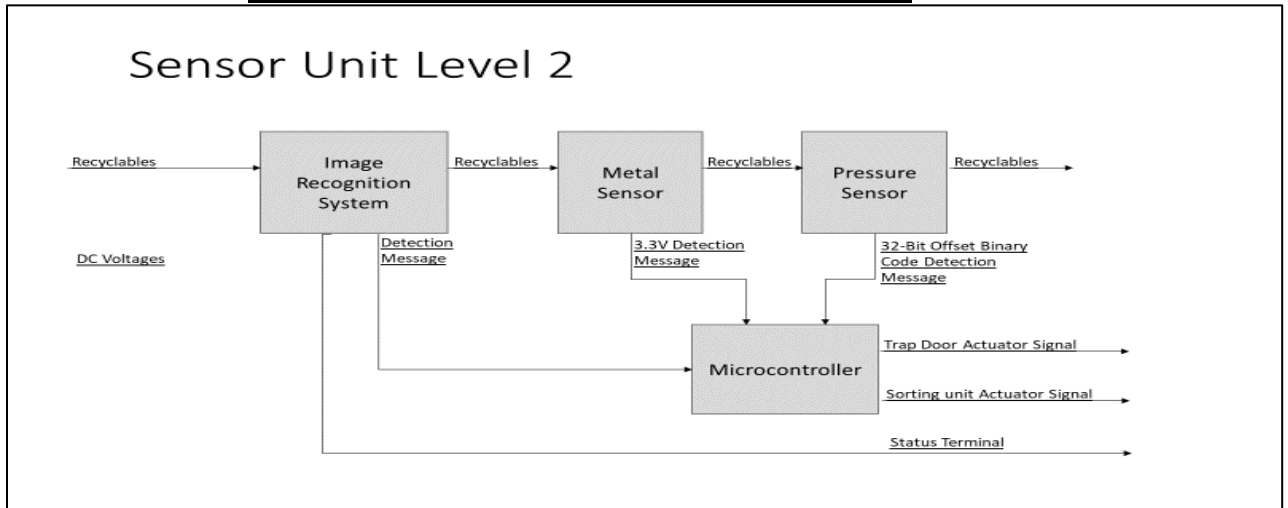 Sensor Unit Level 2
Recyclables
Image
Recognition
System
Recyclables
Metal
Sensor
Recyclables
Pressure
Sensor
Recyclables
DC Voltages
Detection
Message
3.3V Detection
Message
32-Bit Offset Binary
Code Detection
Message
Microcontroller
Trap Door Actuator Signal
Sorting unit Actuator Signal
Status Terminal